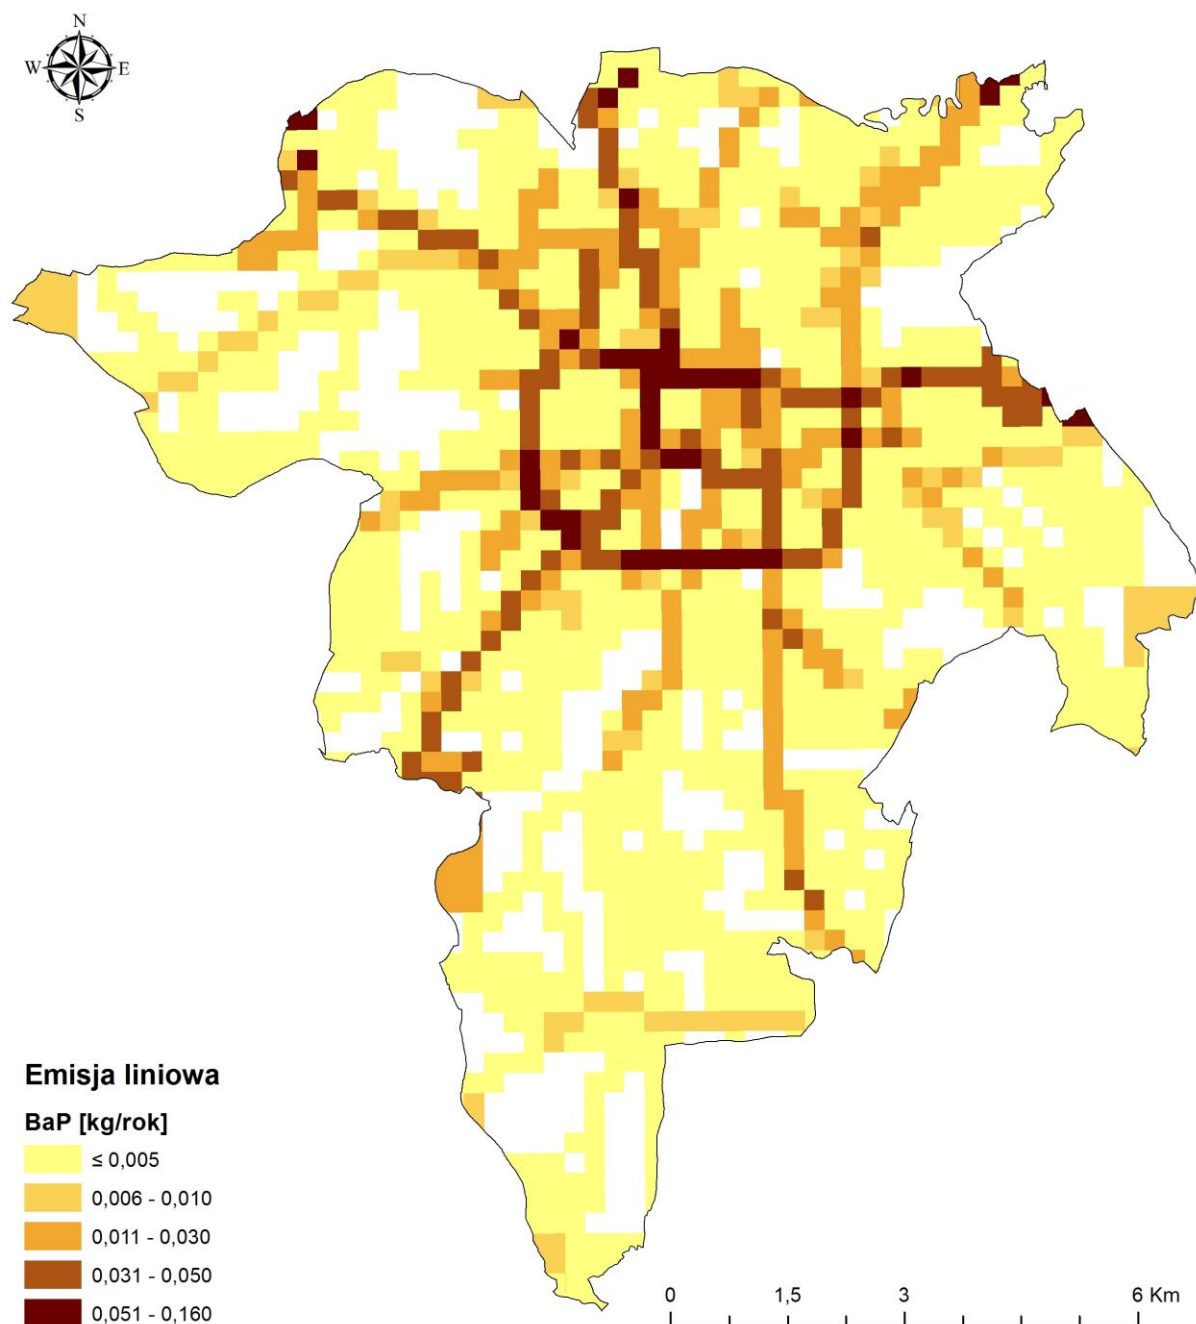 N
W E
S
Emisja liniowa
BaP [kg/rok]
≤ 0,005
0,006 - 0,010
0,011 - 0,030
0,031 - 0,050
0,051 - 0,160
0 1,5 3 6 Km